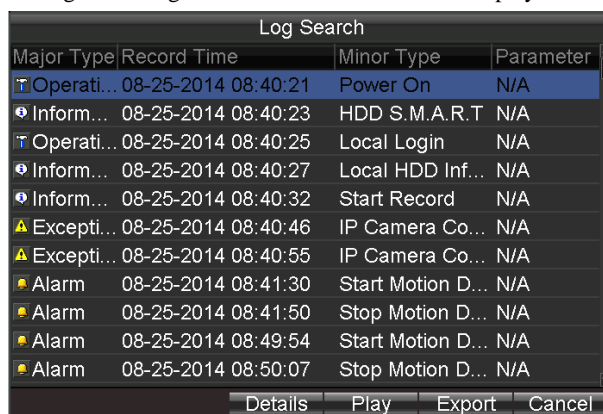 Log Search
Major Type Record Time Minor Type Parameter
Operati... 08-25-2014 08:40:21 Power On N/A
Inform... 08-25-2014 08:40:23 HDD S.M.A.R.T N/A
Operati... 08-25-2014 08:40:25 Local Login N/A
Inform... 08-25-2014 08:40:27 Local HDD Inf... N/A
Inform... 08-25-2014 08:40:32 Start Record N/A
Excepti... 08-25-2014 08:40:46 IP Camera Co... N/A
Excepti... 08-25-2014 08:40:55 IP Camera Co... N/A
Alarm 08-25-2014 08:41:30 Start Motion D... N/A
Alarm 08-25-2014 08:41:50 Stop Motion D... N/A
Alarm 08-25-2014 08:49:54 Start Motion D... N/A
Alarm 08-25-2014 08:50:07 Stop Motion D... N/A
Details Play Export Cancel